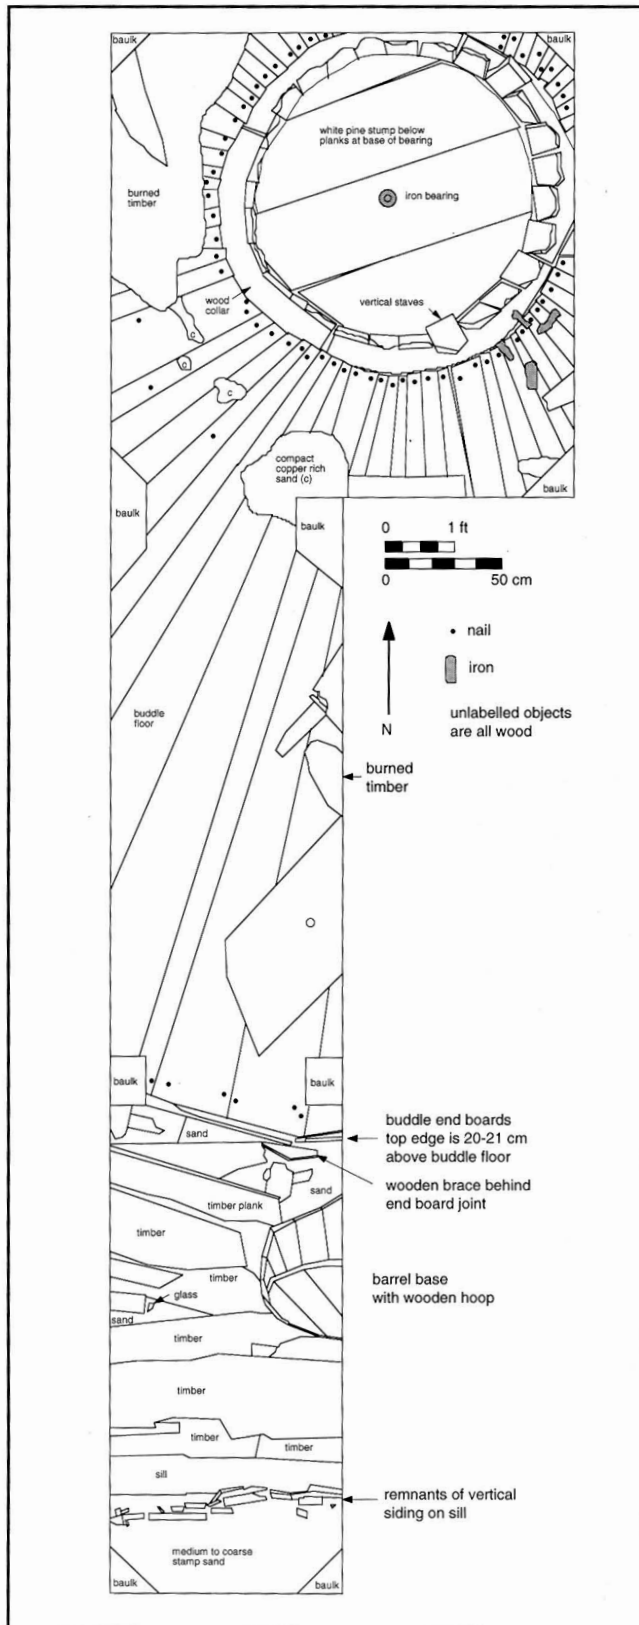 baulk
baulk
white pine stump below
planks at base of bearing
burned
timber
iron bearing
wood
collar
vertical staves
c
c
c
compact
copper rich
sand (c)
baulk
baulk
baulk
0 1 ft
0 50 cm
nail
iron
N
unlabelled objects
are all wood
buddle
floor
burned
timber
baulk
baulk
sand
buddle end boards
top edge is 20-21 cm
above buddle floor
wooden brace behind
end board joint
sand
timber plank
timber
timber
barrel base
with wooden hoop
glass
sand
timber
timber
timber
timber
sill
remnants of vertical
siding on sill
medium to coarse
stamp sand
baulk
baulk